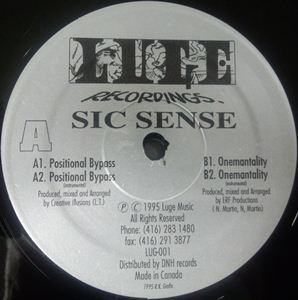 LUGE
RECORDINGS.
SIC SENSE
A
A1. Positional Bypass
A2. Positional Bypass
(instrumental)
Produced, mixed and Arranged
by Creative Illusions (L.T.)
B1. Onemantality
B2. Onemantality
(instrumental)
Produced, mixed and Arranged
by ERF Productions
( N. Martin, N, Martin)
Ⓟ © 1995 Luge Music
All Rights Reserved
Phone: (416) 283 1480
fax: (416) 291 3877
LUG-001
Distributed by DNH records
Made in Canada